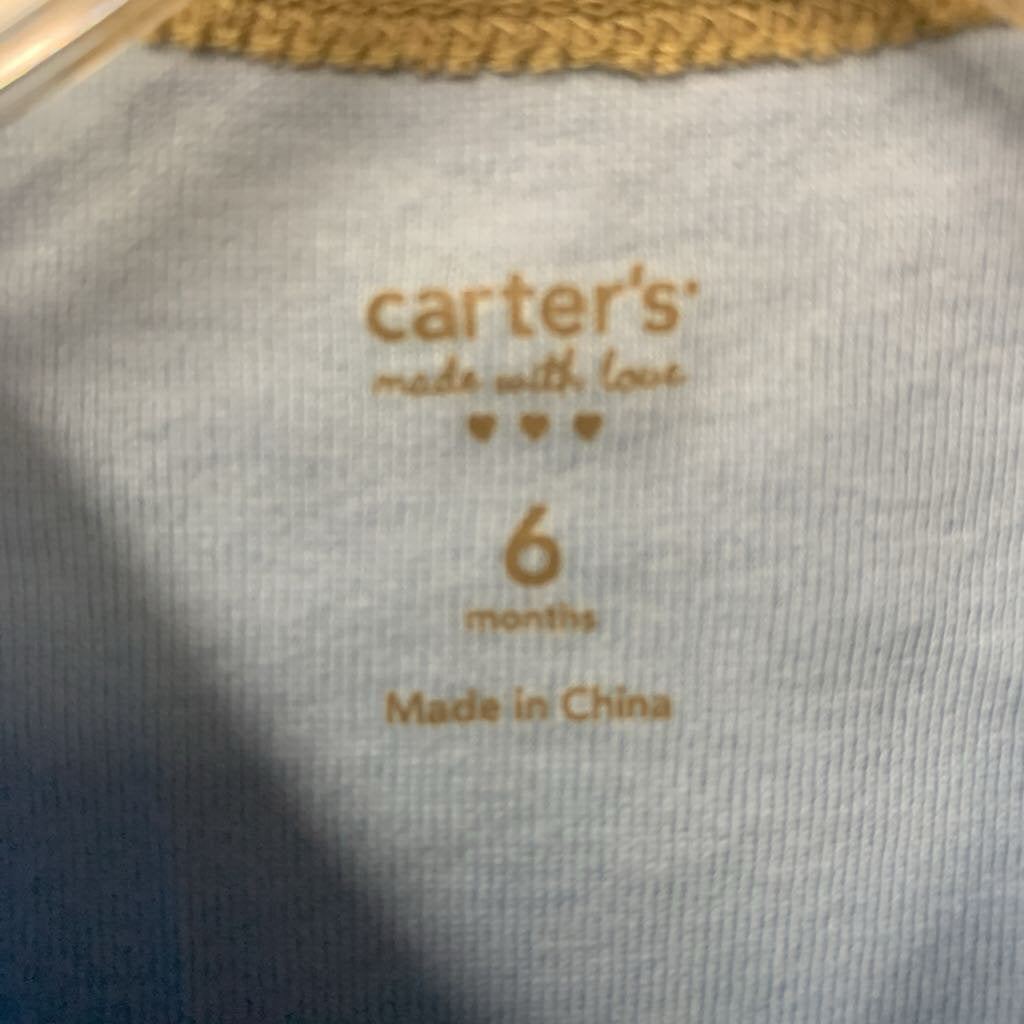 carter's
made with love
6
months
Made in China